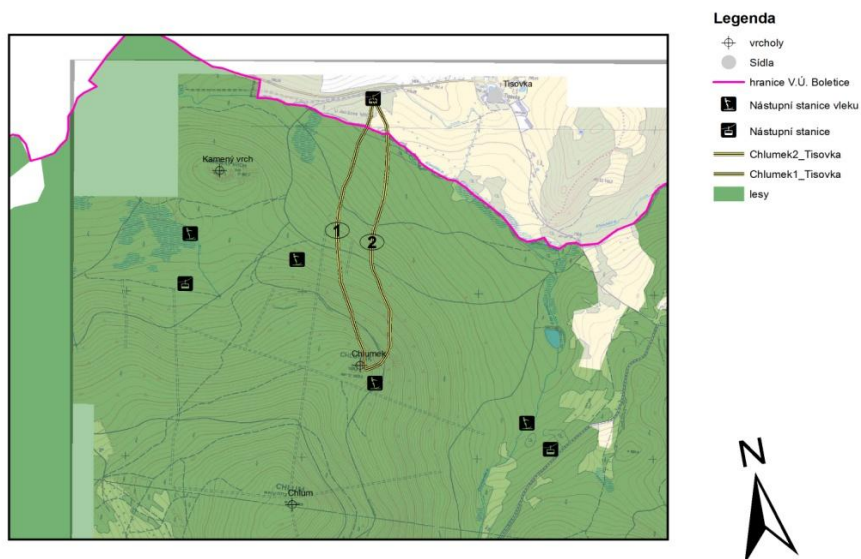 Legenda
vrcholy
Sídla
hranice V.Ú. Boletice
Nástupní stanice vleku
Nástupní stanice
Chlumek2_Tisovka
Chlumek1_Tisovka
lesy
Tisovka
Kamený vrch
1
2
Chlumek
Chlum
N